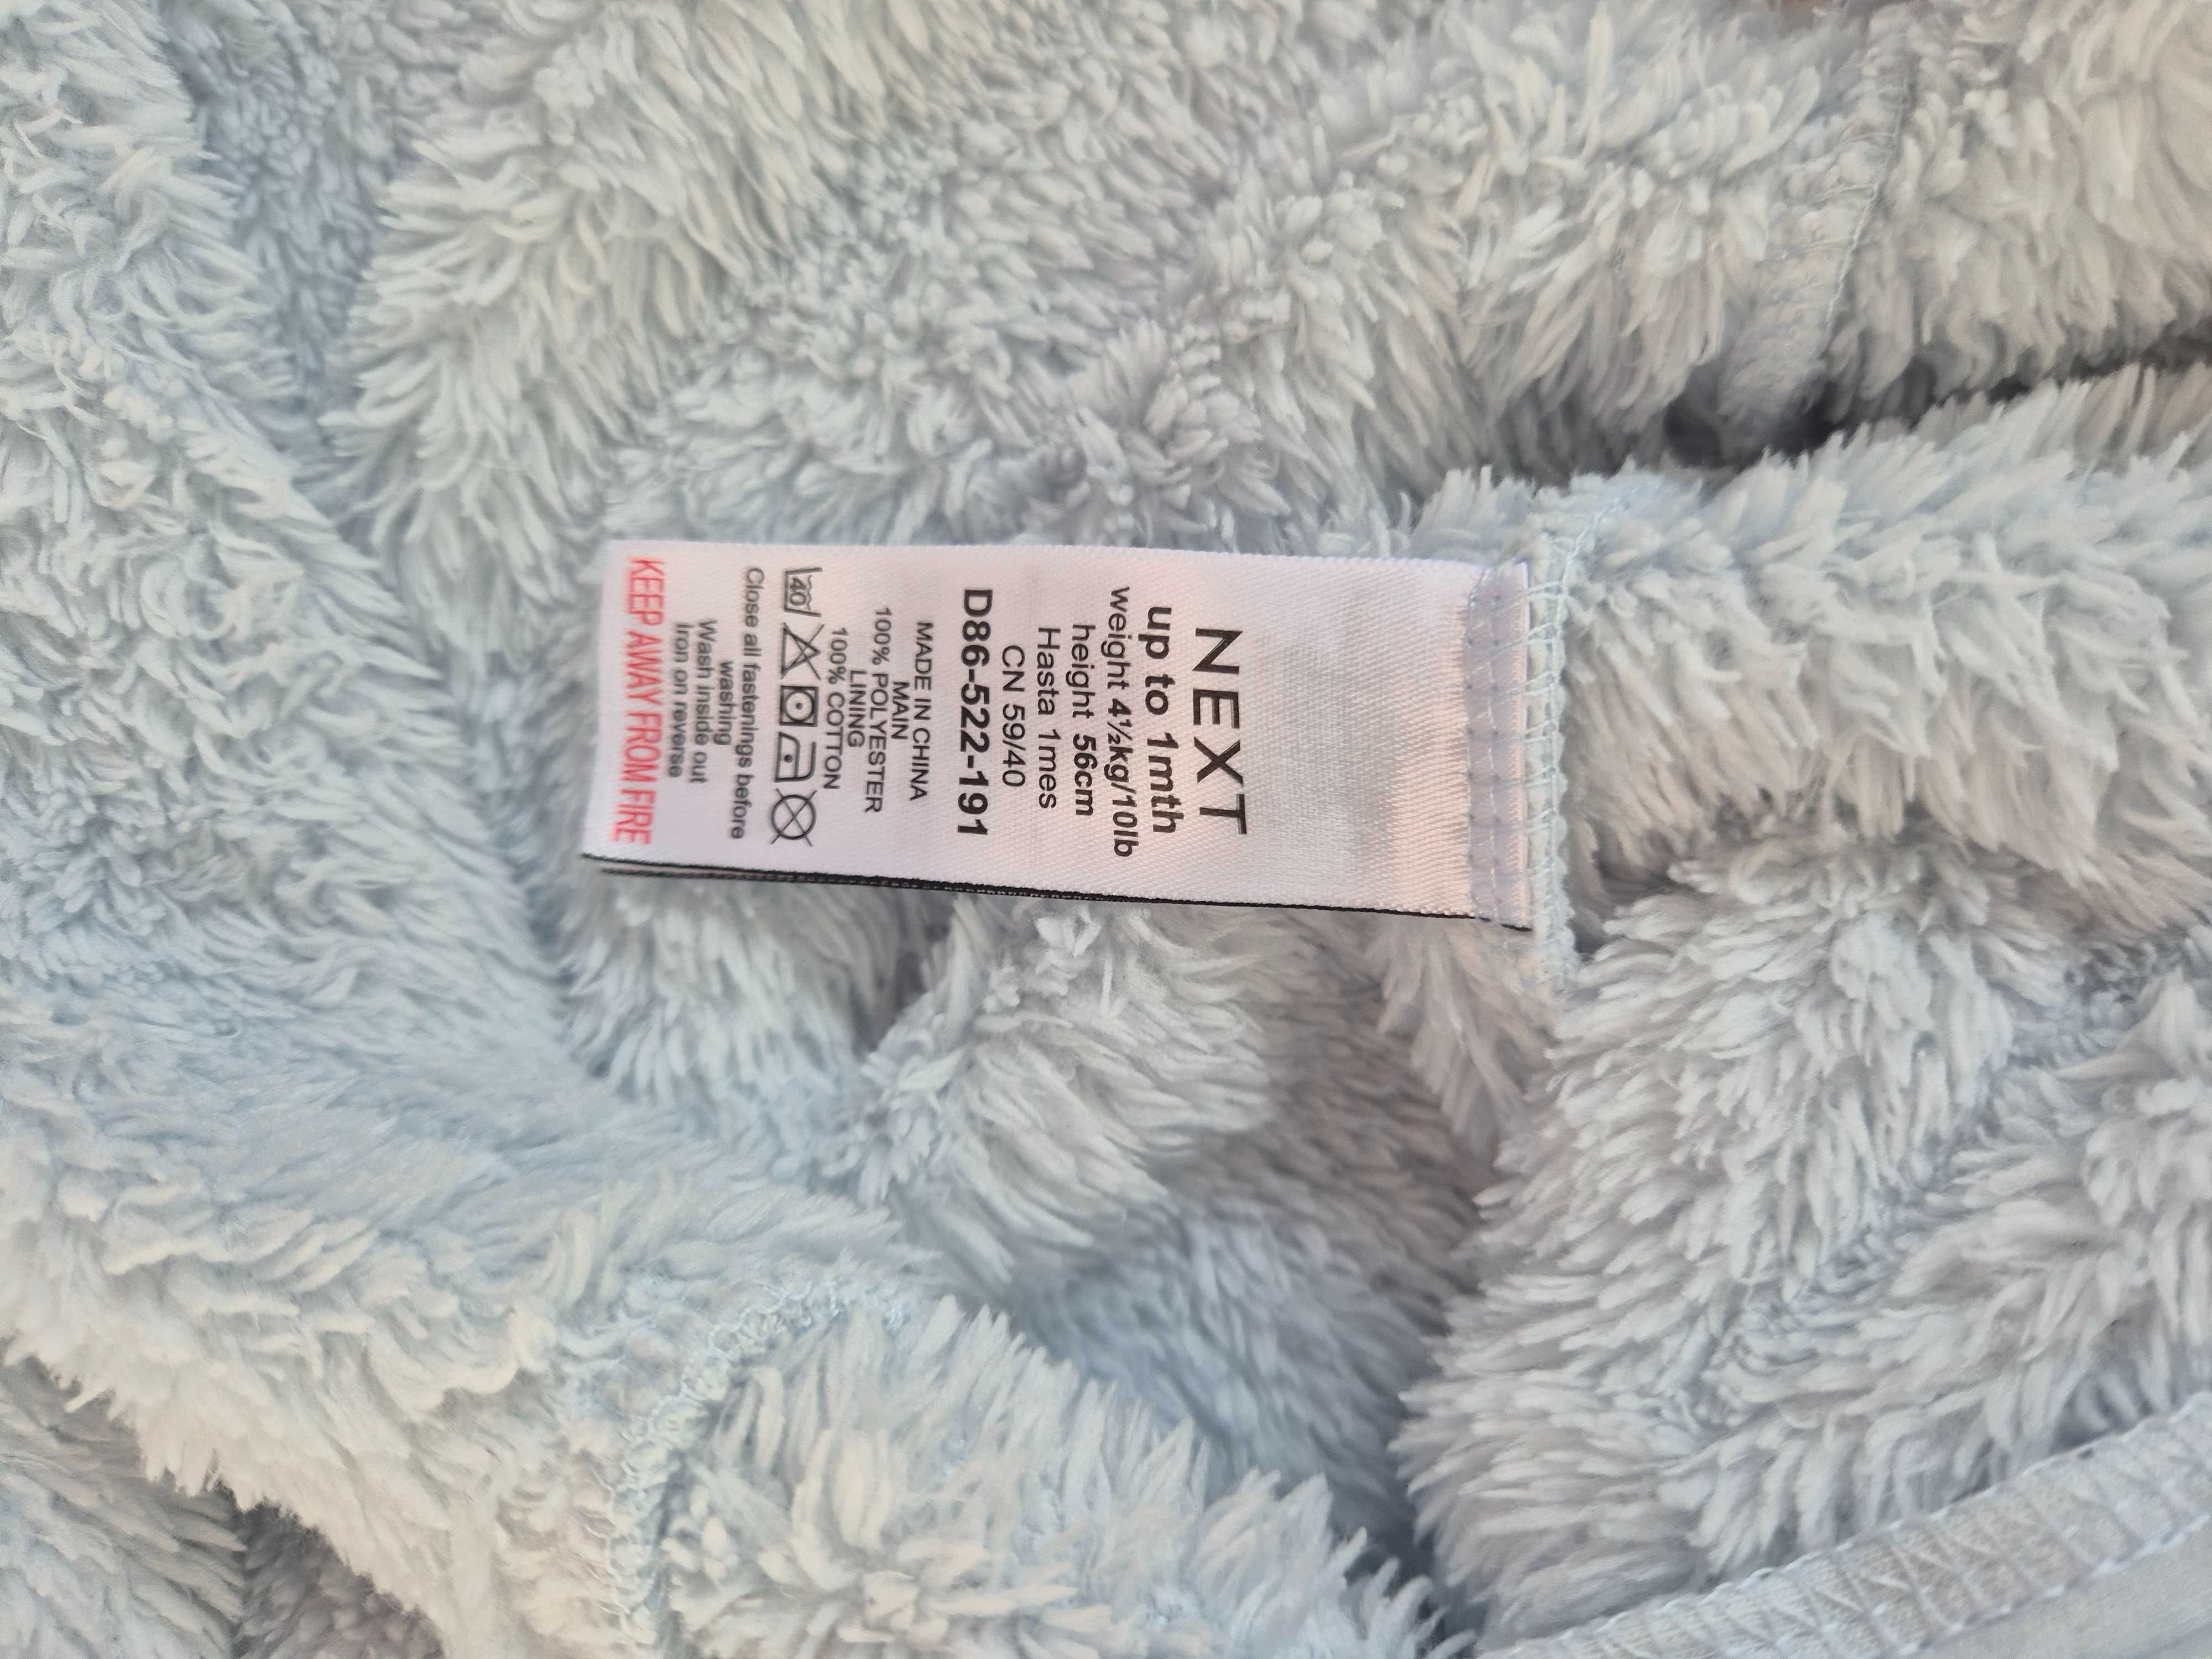 NEXT
up to 1mth
weight 4½kg/10lb
height 56cm
Hasta 1mes
CN 59/40
D86-522-191
MADE IN CHINA
MAIN
100% POLYESTER
LINING
100% COTTON
40
Close all fastenings before
washing
Wash inside out
Iron on reverse
KEEP AWAY FROM FIRE